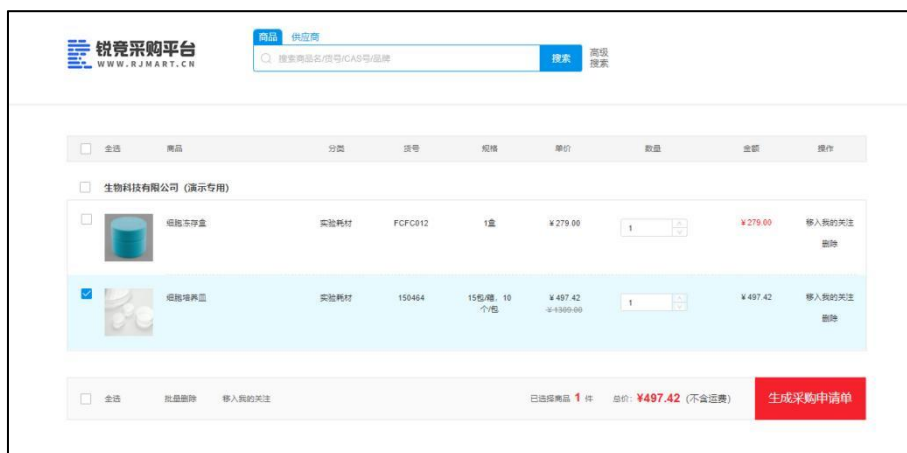 商品 供应商
锐竞采购平台
WWW.RJMART.CN
搜索商品名/货号/CAS号/品牌
搜索
高级
搜索
全选 商品 分类 货号 规格 单价 数量 金额 操作
生物科技有限公司（演示专用）
细胞冻存盒 实验耗材 FCFC012 1盒 ¥279.00 1 ¥279.00 移入我的关注
删除
细胞培养皿 实验耗材 150464 15包/箱，10 ¥497.42 1 ¥497.42 移入我的关注
个/包 ¥1309.00 删除
全选 批量删除 移入我的关注 已选择商品 1 件 总价：¥497.42 (不含运费) 生成采购申请单